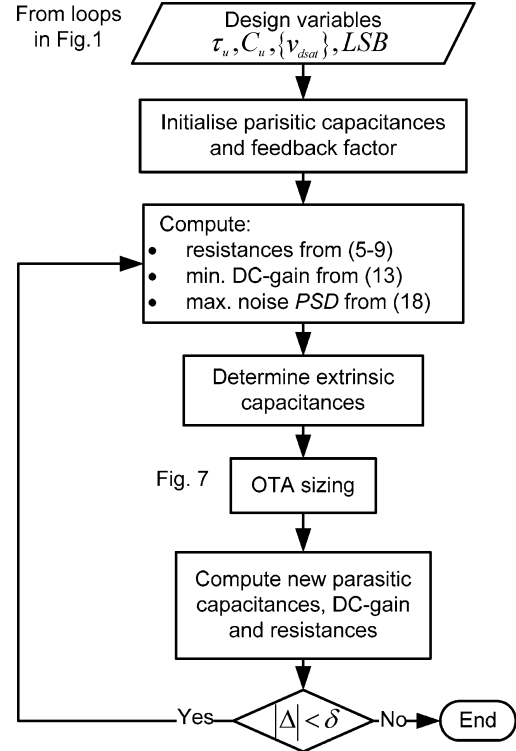 From loops
in Fig.1
Design variables
τu, Cu, {vdsat}, LSB
Initialise parisitic capacitances
and feedback factor
Compute:
• resistances from (5-9)
• min. DC-gain from (13)
• max. noise PSD from (18)
Determine extrinsic
capacitances
Fig. 7
OTA sizing
Compute new parasitic
capacitances, DC-gain
and resistances
Yes
|Δ| < δ
No
End